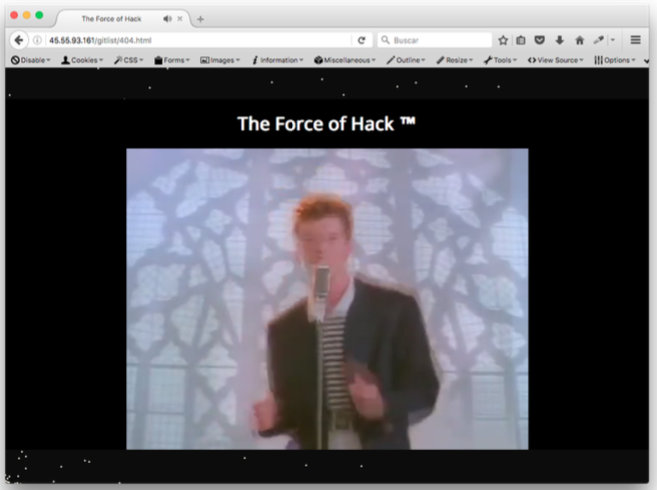 The Force of Hack
45.55.93.161/gitlist/404.html
Buscar
Disable Cookies CSS Forms Images Information Miscellaneous Outline Resize Tools View Source Options
The Force of Hack ™